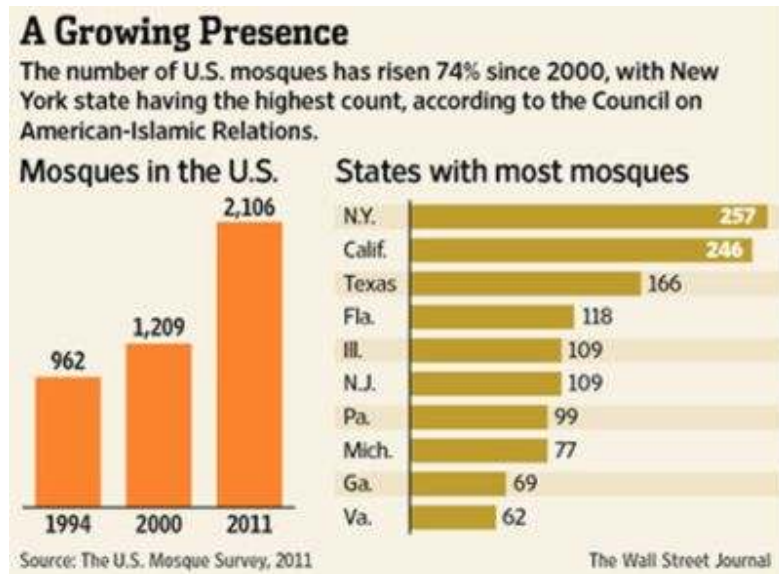 A Growing Presence
The number of U.S. mosques has risen 74% since 2000, with New
York state having the highest count, according to the Council on
American-Islamic Relations.
Mosques in the U.S.
2,106
1,209
962
1994 2000 2011
States with most mosques
N.Y. 257
Calif. 246
Texas 166
Fla. 118
Ill. 109
N.J. 109
Pa. 99
Mich. 77
Ga. 69
Va. 62
Source: The U.S. Mosque Survey, 2011
The Wall Street Journal